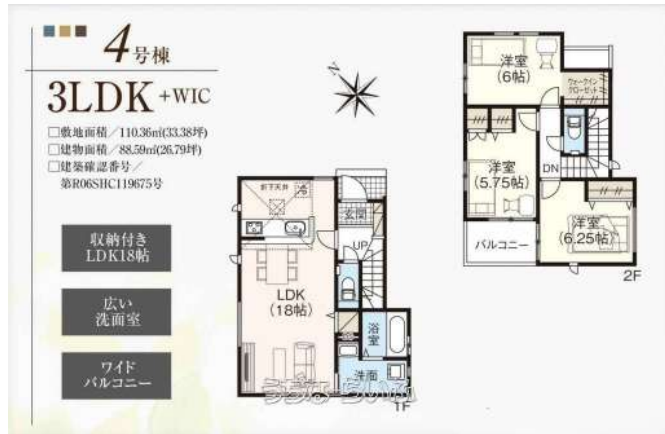 4号棟
3LDK +WIC
□敷地面積／110.36㎡(33.38坪)
□建物面積／88.59㎡(26.79坪)
□建築確認番号／
第R06SHC119675号
収納付き
LDK18帖
広い
洗面室
ワイド
バルコニー
N
折下天井
玄関
UP
LDK
(18帖)
浴室
洗面
1F
洋室
(6帖)
ウォークイン
クローゼット
洋室
(5.75帖)
DN
洋室
(6.25帖)
バルコニー
2F